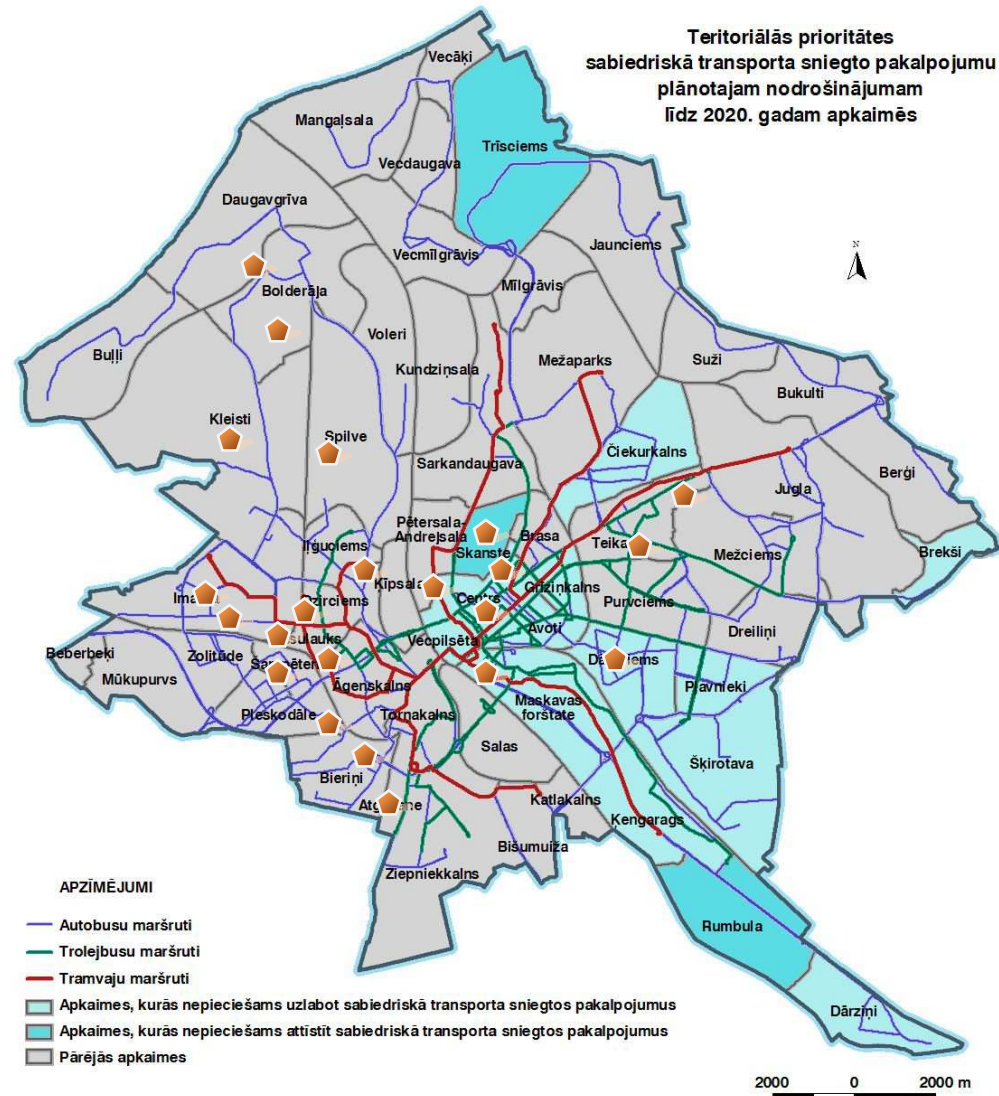 Teritoriālās prioritātes
sabiedriskā transporta sniegto pakalpojumu
plānotajam nodrošinājumam
līdz 2020. gadam apkaimēs
Vecāķi
Mangaļsala
Trīsciems
Vecdaugava
Daugavgrīva
Jaunciems
Vecmīlgrāvis
N
Mīlgrāvis
Bolderāja
Voleri
Buļļi
Kundziņsala
Mežaparks
Suži
Bukulti
Kleisti
Spilve
Čiekurkalns
Sarkandaugava
Berģi
Jugla
Pētersala-
Andrejsala
Skanste
Brasa
Teika
Iļģuciems
Mežciems
Brekši
Ķīpsala
Grīziņkalns
Centrs
Purvciems
Avoti
Dreiliņi
Vecpilsēta
Beberbeķi
Zolitūde
Mūkupurvs
Āgenskalns
Pļavnieki
Maskavas
forštate
Pleskodāle
Torņakalns
Salas
Šķirotava
Bieriņi
Katlakalns
Ķengarags
Bišumuiža
Ziepniekkalns
Rumbula
Dārziņi
APZĪMĒJUMI
Autobusu maršruti
Trolejbusu maršruti
Tramvaju maršruti
Apkaimes, kurās nepieciešams uzlabot sabiedriskā transporta sniegtos pakalpojumus
Apkaimes, kurās nepieciešams attīstīt sabiedriskā transporta sniegtos pakalpojumus
Pārējās apkaimes
2000 0 2000 m